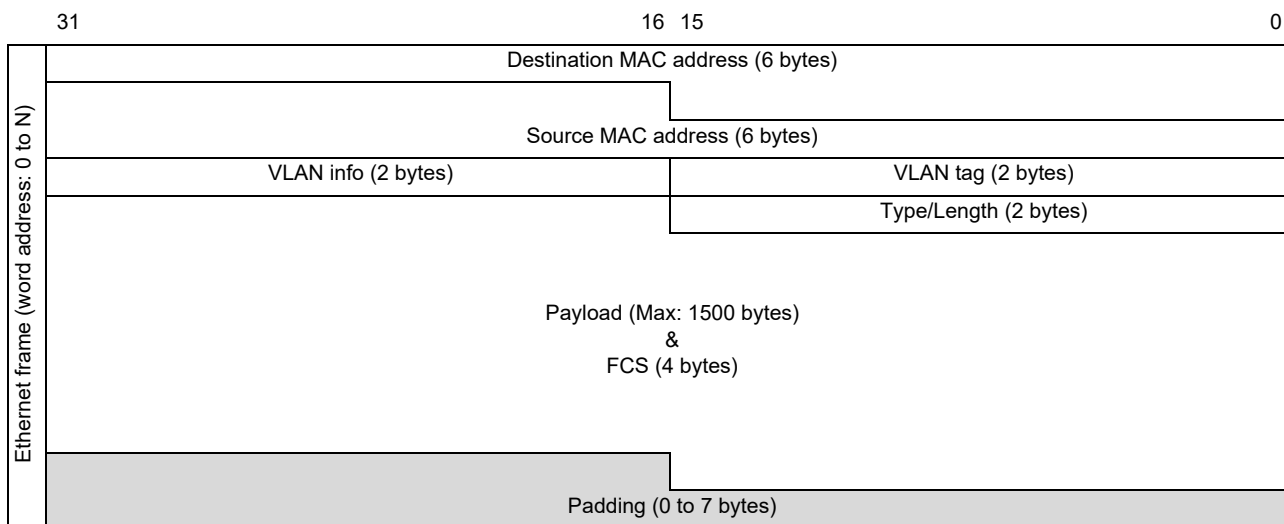 31 16 15 0
Ethernet frame (word address: 0 to N)
Destination MAC address (6 bytes)
Source MAC address (6 bytes)
VLAN info (2 bytes) VLAN tag (2 bytes)
Type/Length (2 bytes)
Payload (Max: 1500 bytes)
&
FCS (4 bytes)
Padding (0 to 7 bytes)